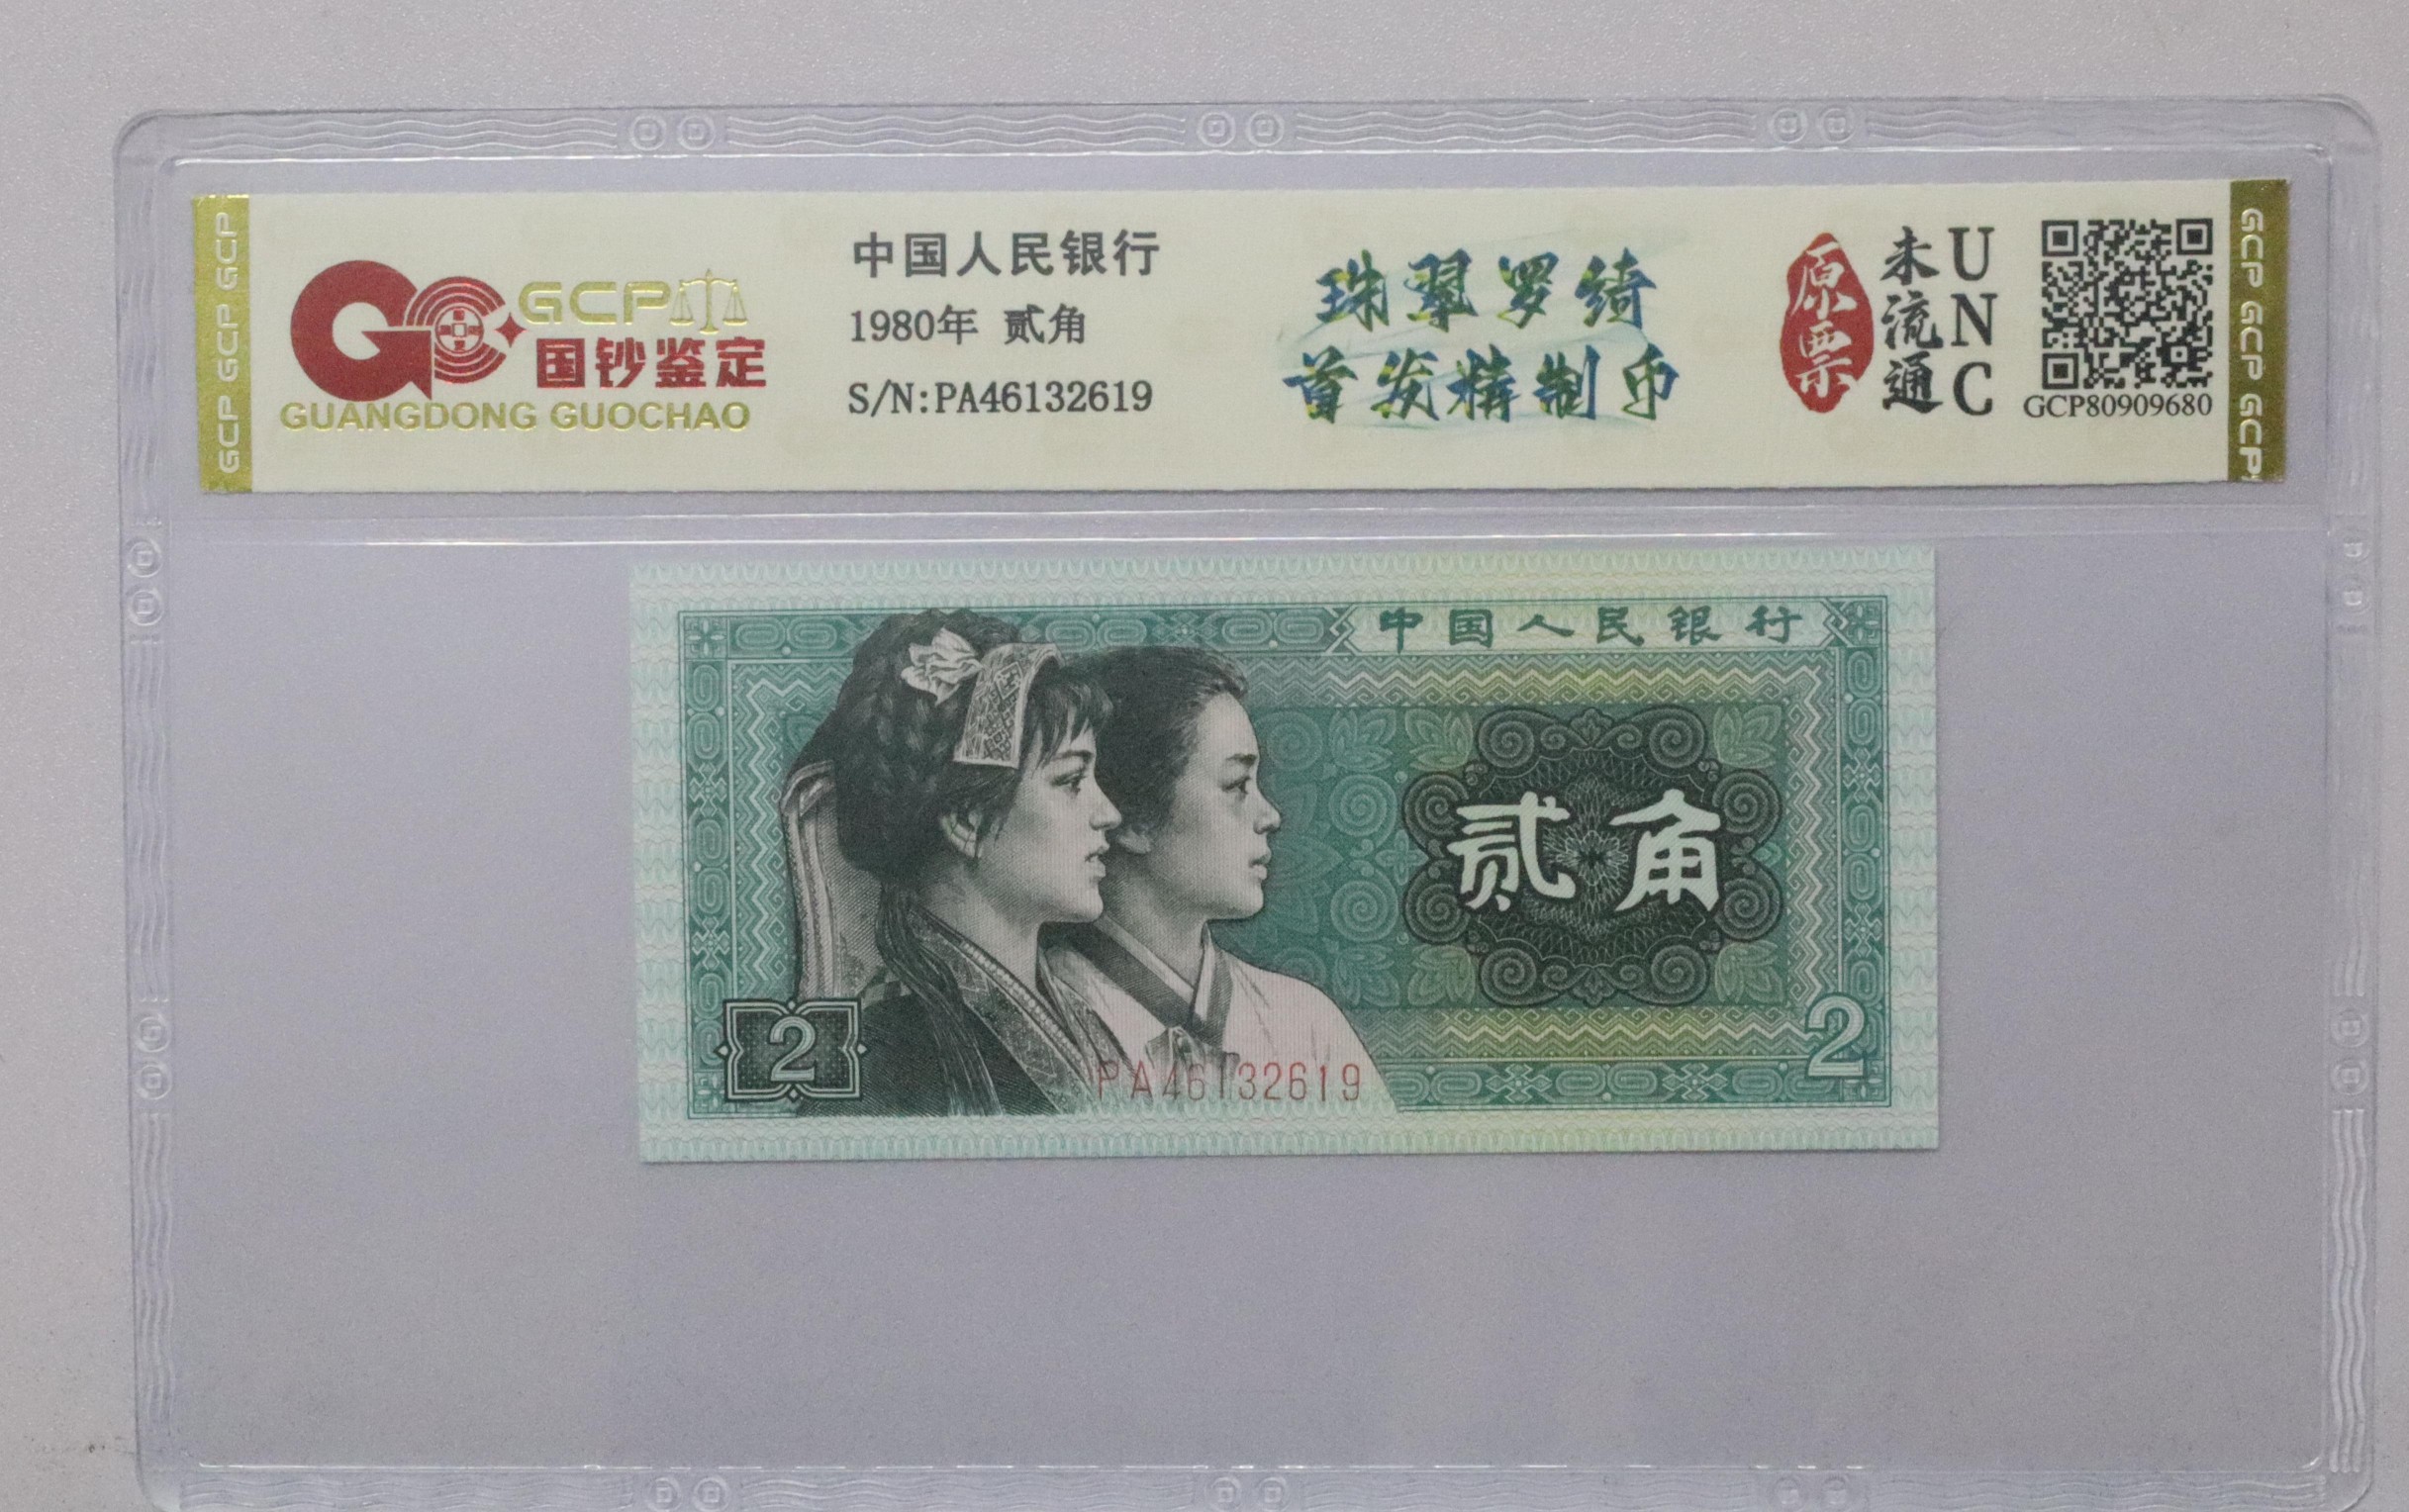 GCP GCP GCP
GCP
国钞鉴定
GUANGDONG GUOCHAO
中国人民银行
1980年 贰角
S/N:PA46132619
珠翠罗绮
首发精制币
原票
未流通
UNC
GCP80909680
GCP GCP GCP
中国人民银行
贰角
2
2
PA46132619